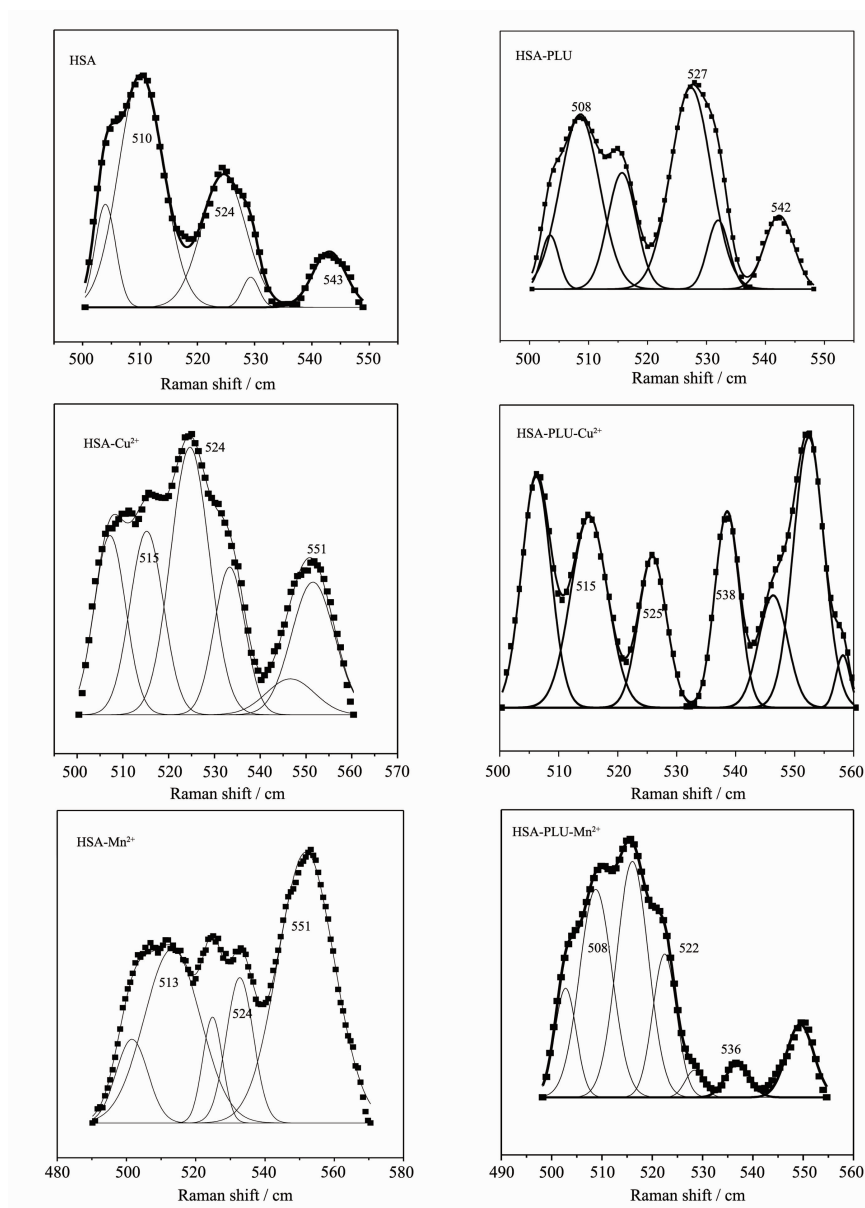 HSA
510
524
543
500 510 520 530 540 550
Raman shift / cm
HSA-PLU
508
527
542
500 510 520 530 540 550
Raman shift / cm
HSA-Cu²⁺
515
524
551
500 510 520 530 540 550 560 570
Raman shift / cm
HSA-PLU-Cu²⁺
515
525
538
500 510 520 530 540 550 560
Raman shift / cm
HSA-Mn²⁺
513
524
551
480 500 520 540 560 580
Raman shift / cm
HSA-PLU-Mn²⁺
508
522
536
490 500 510 520 530 540 550 560
Raman shift / cm